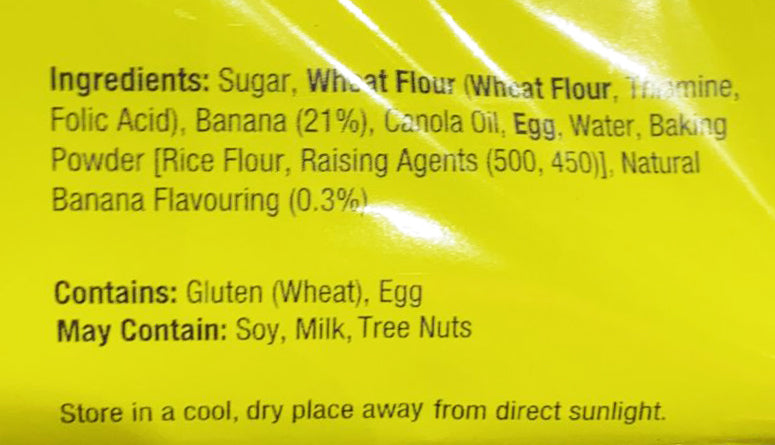 Ingredients: Sugar, Wheat Flour (Wheat Flour, Thiamine,
Folic Acid), Banana (21%), Canola Oil, Egg, Water, Baking
Powder [Rice Flour, Raising Agents (500, 450)], Natural
Banana Flavouring (0.3%)
Contains: Gluten (Wheat), Egg
May Contain: Soy, Milk, Tree Nuts
Store in a cool, dry place away from direct sunlight.